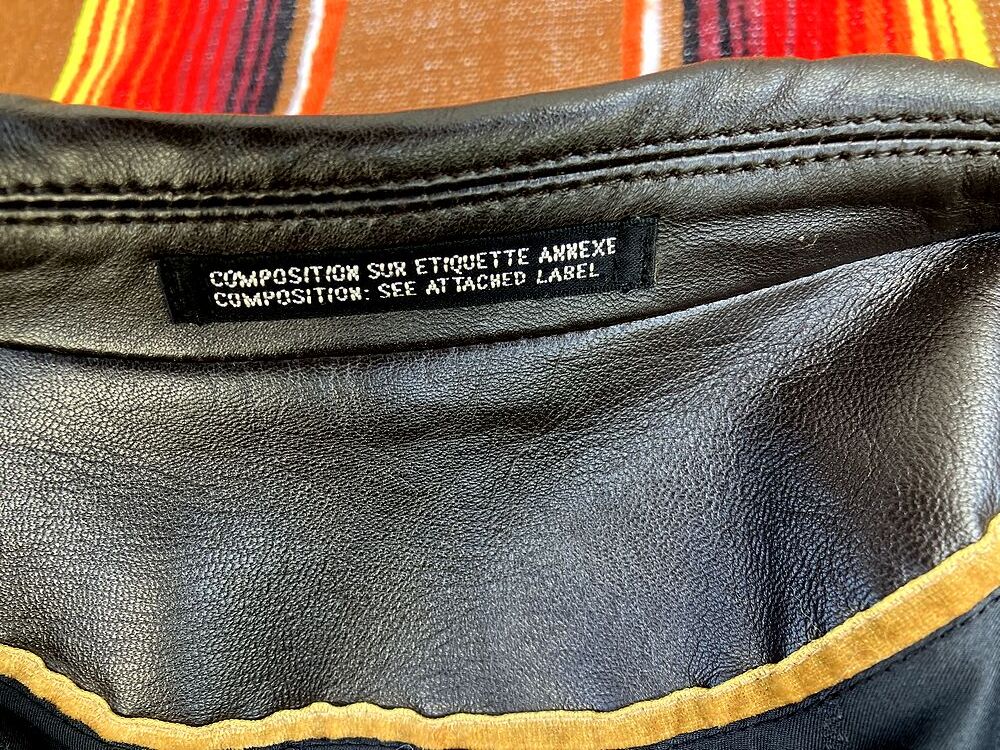 COMPOSITION SUR ETIQUETTE ANNEXE
COMPOSITION: SEE ATTACHED LABEL